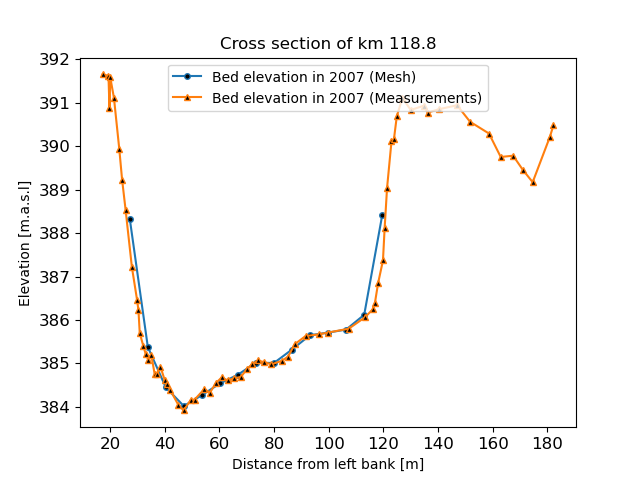 Cross section of km 118.8
Bed elevation in 2007 (Mesh)
Bed elevation in 2007 (Measurements)
392
391
390
389
388
387
386
385
384
Elevation [m.a.s.l]
20 40 60 80 100 120 140 160 180
Distance from left bank [m]